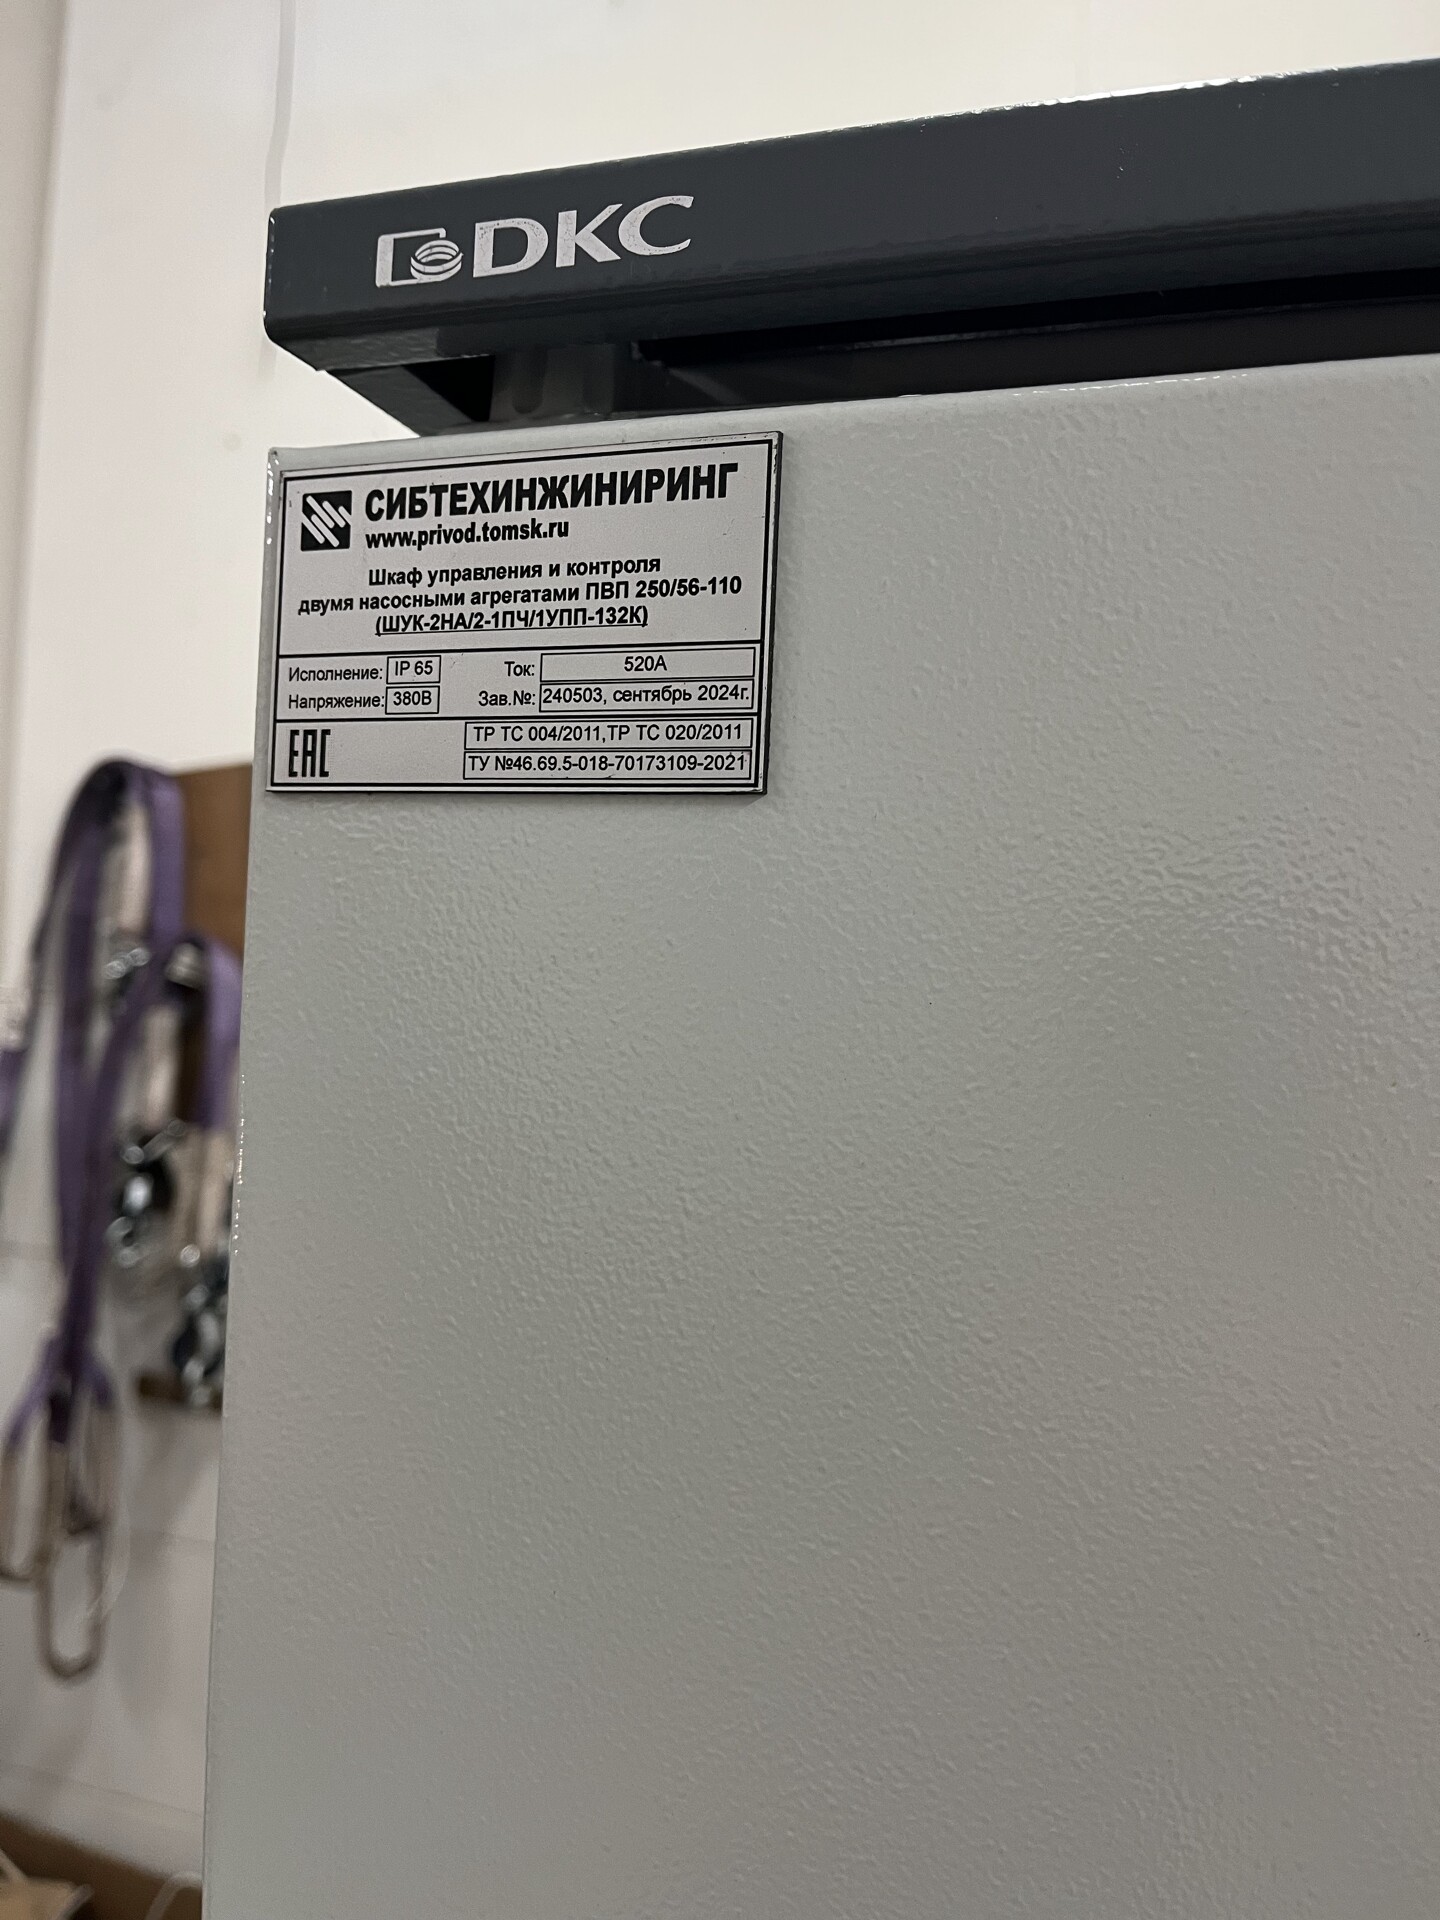 DKC
СИБТЕХИНЖИНИРИНГ
www.privod.tomsk.ru
Шкаф управления и контроля
двумя насосными агрегатами ПВП 250/56-110
(ШУК-2НА/2-1ПЧ/1УПП-132К)
Исполнение: IP 65 Ток: 520А
Напряжение: 380В Зав.№: 240503, сентябрь 2024г.
ЕАС ТР ТС 004/2011,ТР ТС 020/2011
ТУ №46.69.5-018-70173109-2021